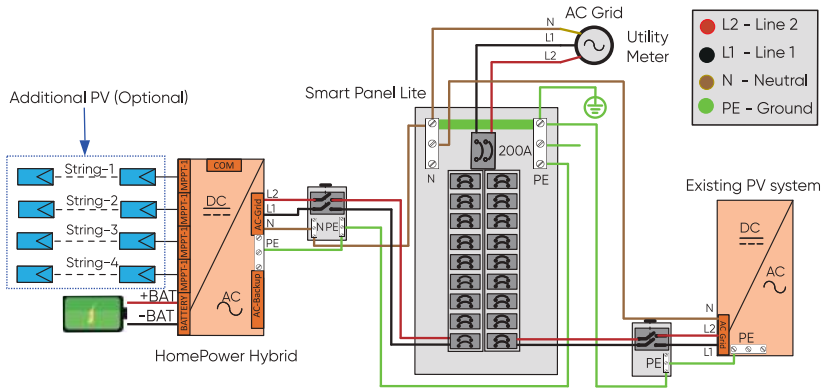 AC Grid
N
L1
L2
Utility
Meter
L2 - Line 2
L1 - Line 1
N - Neutral
PE - Ground
Additional PV (Optional)
Smart Panel Lite
200A
N
PE
String-1
String-2
String-3
String-4
MPPT-1
MPPT-1
MPPT-1
MPPT-1
BATTERY
COM
DC
AC
AC-Grid
AC-Backup
L2
L1
N
PE
N PE
+BAT
-BAT
HomePower Hybrid
Existing PV system
DC
AC
AC Grid
N
L2
L1
PE
PE